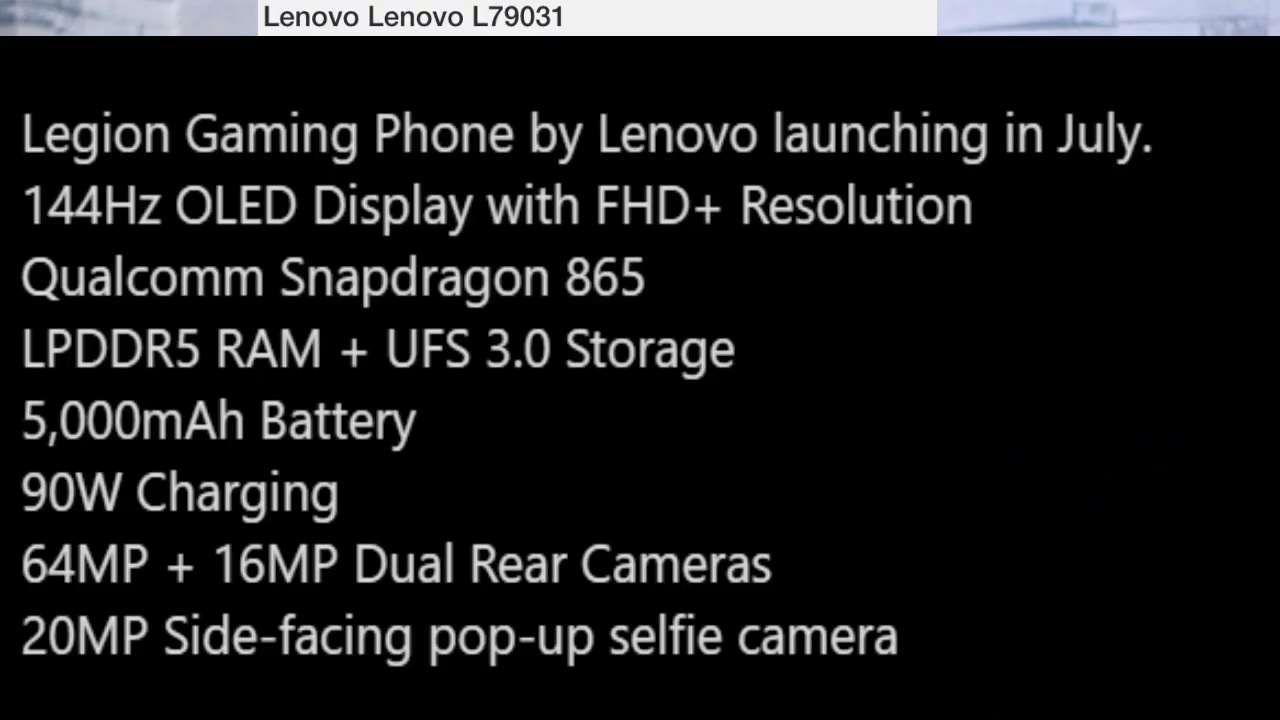 Lenovo Lenovo L79031
Legion Gaming Phone by Lenovo launching in July.
144Hz OLED Display with FHD+ Resolution
Qualcomm Snapdragon 865
LPDDR5 RAM + UFS 3.0 Storage
5,000mAh Battery
90W Charging
64MP + 16MP Dual Rear Cameras
20MP Side-facing pop-up selfie camera